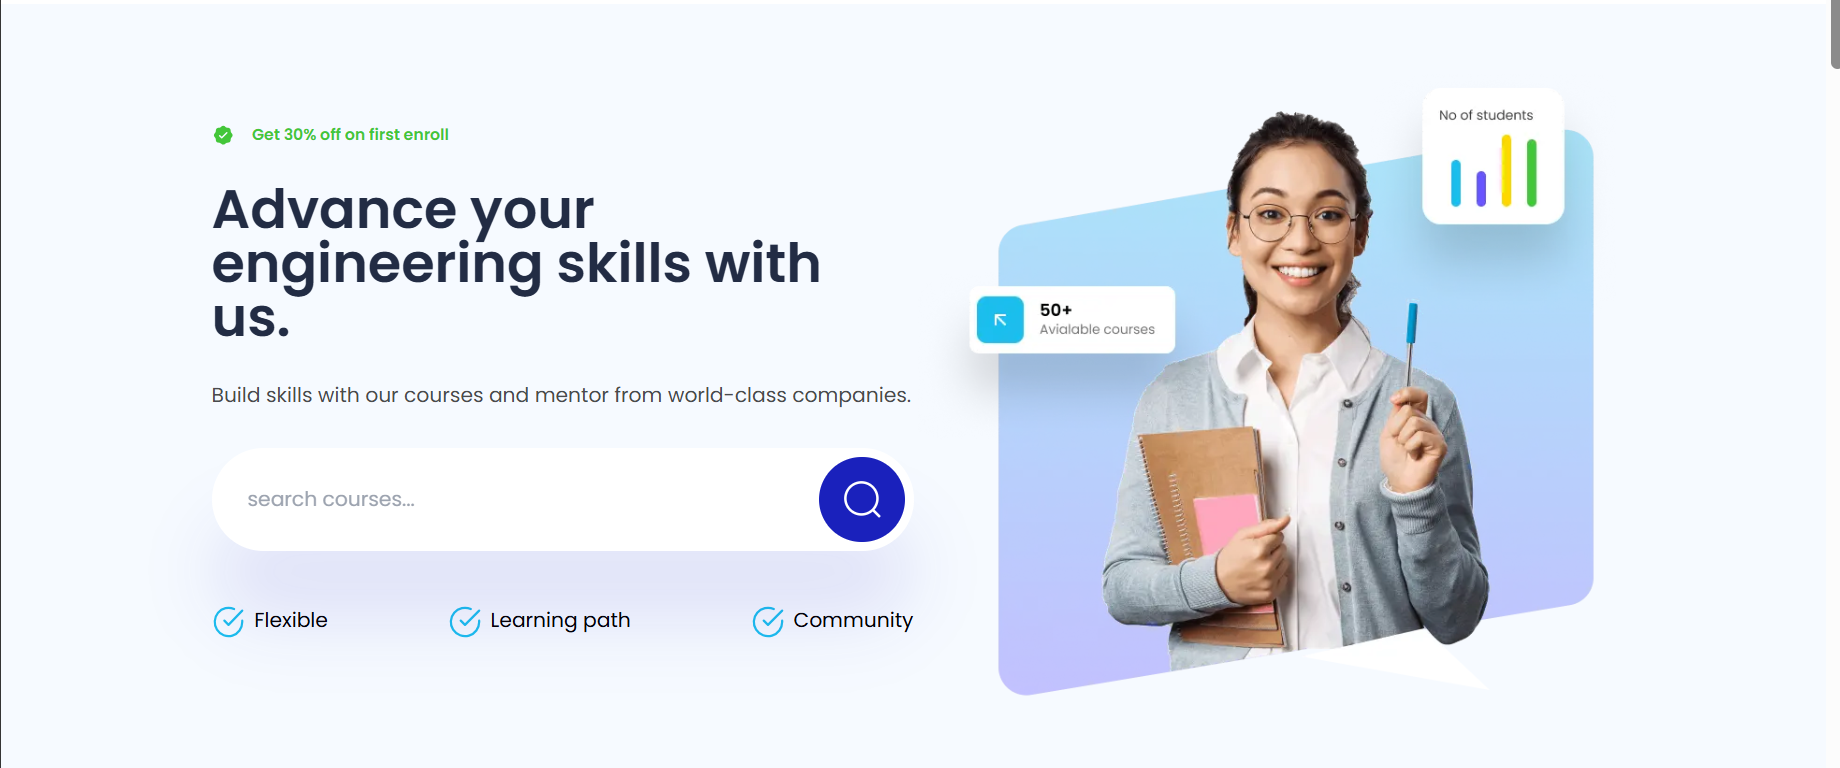 Get 30% off on first enroll
Advance your
engineering skills with
us.
Build skills with our courses and mentor from world-class companies.
search courses...
Flexible
Learning path
Community
No of students
50+
Avialable courses